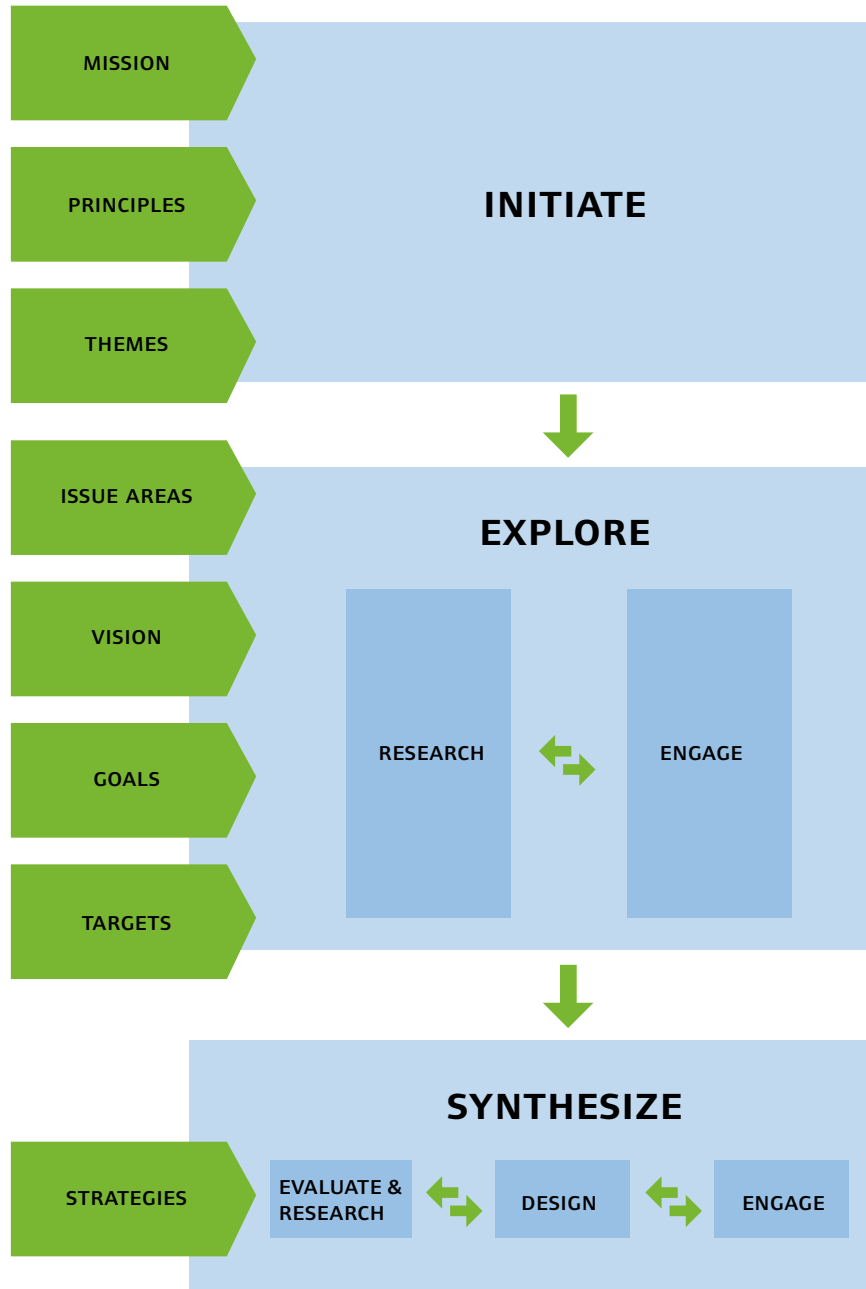 MISSION
PRINCIPLES
INITIATE
THEMES
ISSUE AREAS
EXPLORE
VISION
GOALS
RESEARCH
ENGAGE
TARGETS
SYNTHESIZE
STRATEGIES
EVALUATE &
RESEARCH
DESIGN
ENGAGE